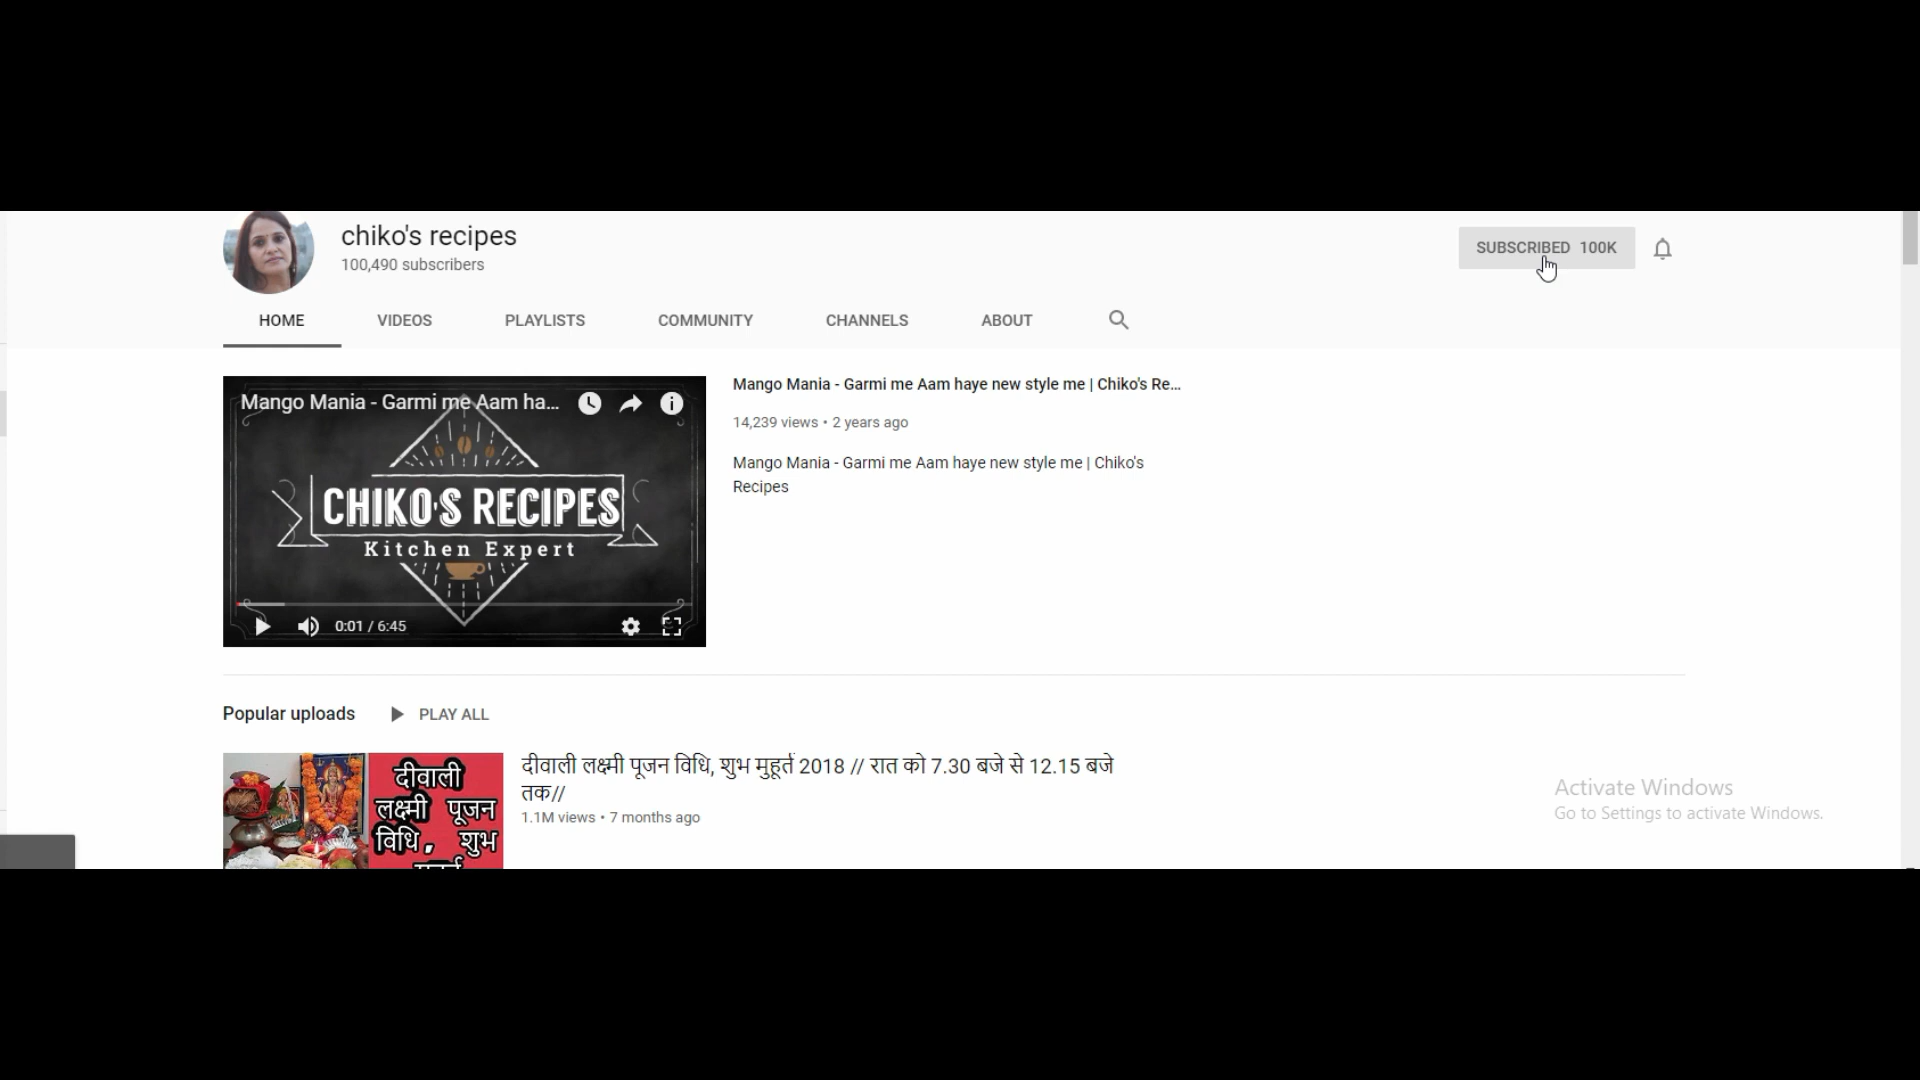 chiko's recipes
100,490 subscribers
SUBSCRIBED 100K
HOME VIDEOS PLAYLISTS COMMUNITY CHANNELS ABOUT
Mango Mania - Garmi me Aam ha...
CHIKO'S RECIPES
Kitchen Expert
0:01 / 6:45
Mango Mania - Garmi me Aam haye new style me | Chiko's Re...
14,239 views • 2 years ago
Mango Mania - Garmi me Aam haye new style me | Chiko's
Recipes
Popular uploads PLAY ALL
दीवाली
लक्ष्मी पूजन
विधि, शुभ
दीवाली लक्ष्मी पूजन विधि, शुभ मुहूर्त 2018 // रात को 7.30 बजे से 12.15 बजे
तक//
1.1M views • 7 months ago
Activate Windows
Go to Settings to activate Windows.